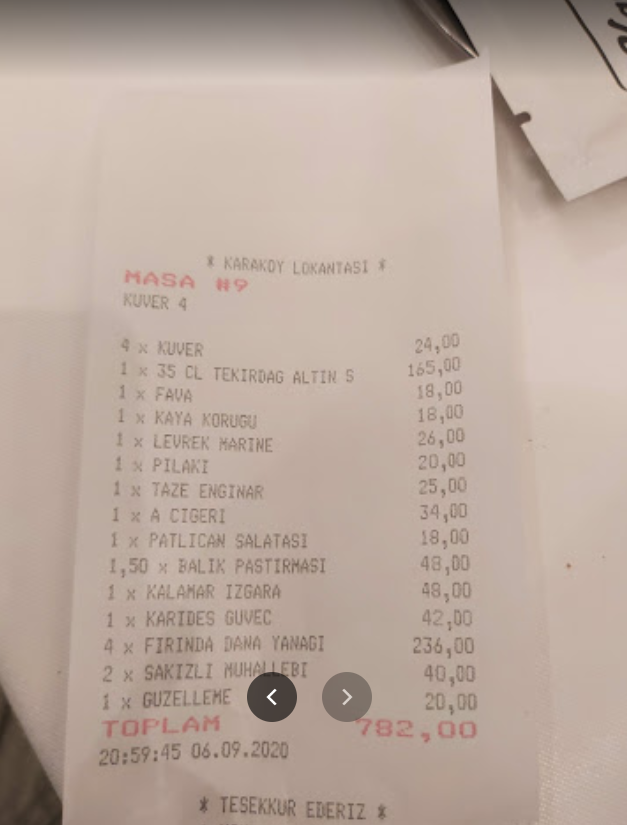 * KARAKOY LOKANTASI *
MASA #9
KUVER 4
4 x KUVER 24,00
1 x 35 CL TEKIRDAG ALTIN S 165,00
1 x FAVA 18,00
1 x KAYA KORUGU 18,00
1 x LEVREK MARINE 26,00
1 x PILAKI 20,00
1 x TAZE ENGINAR 25,00
1 x A CIGERI 34,00
1 x PATLICAN SALATASI 18,00
1,50 x BALIK PASTIRMASI 48,00
1 x KALAMAR IZGARA 48,00
1 x KARIDES GUVEC 42,00
4 x FIRINDA DANA YANAGI 236,00
2 x SAKIZLI MUHALLEBI 40,00
1 x GUZELLEME 20,00
TOPLAM 782,00
20:59:45 06.09.2020
* TESEKKUR EDERIZ *